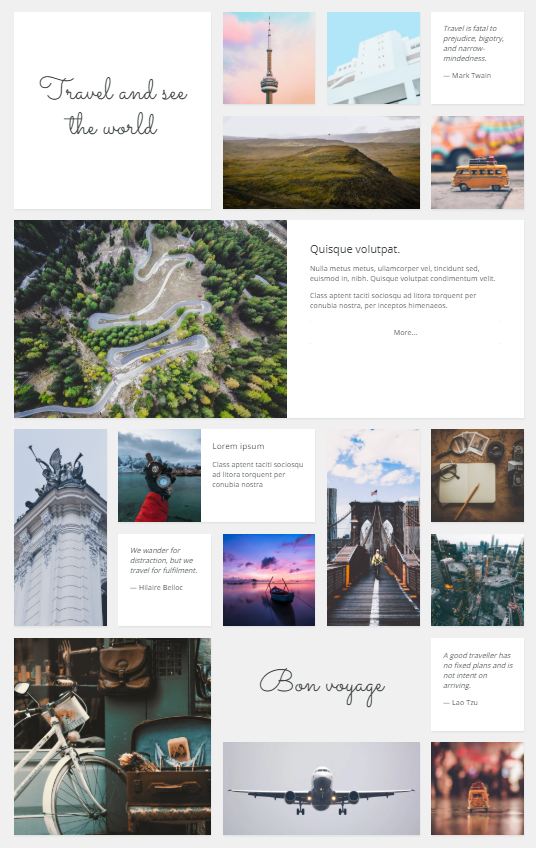 Travel and see
the world
Travel is fatal to
prejudice, bigotry,
and narrow-
mindedness.
— Mark Twain
Quisque volutpat.
Nulla metus metus, ullamcorper vel, tincidunt sed,
euismod in, nibh. Quisque volutpat condimentum velit.
Class aptent taciti sociosqu ad litora torquent per
conubia nostra, per inceptos himenaeos.
More...
Lorem ipsum
Class aptent taciti sociosqu
ad litora torquent per
conubia nostra
We wander for
distraction, but we
travel for fulfilment.
— Hilaire Belloc
Bon voyage
A good traveller has
no fixed plans and is
not intent on
arriving.
— Lao Tzu